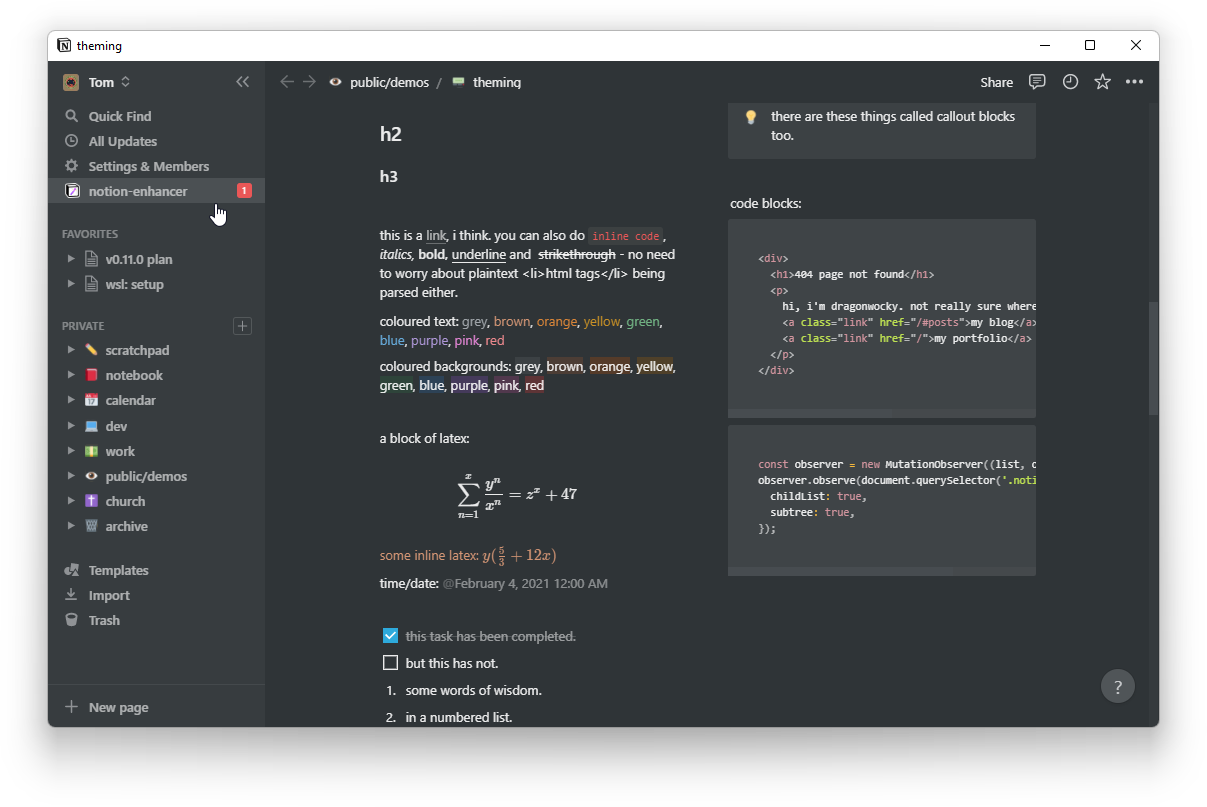 theming
Tom
Quick Find
All Updates
Settings & Members
notion-enhancer 1
FAVORITES
v0.11.0 plan
wsl: setup
PRIVATE
scratchpad
notebook
calendar
dev
work
public/demos
church
archive
Templates
Import
Trash
New page
public/demos / theming
Share
h2
h3
this is a link, i think. you can also do inline code,
italics, bold, underline and strikethrough - no need
to worry about plaintext <li>html tags</li> being
parsed either.
coloured text: grey, brown, orange, yellow, green,
blue, purple, pink, red
coloured backgrounds: grey, brown, orange, yellow,
green, blue, purple, pink, red
a block of latex:
x
∑ yⁿ/xⁿ = zˣ + 47
n=1
some inline latex: y(5/3 + 12x)
time/date: @February 4, 2021 12:00 AM
this task has been completed.
but this has not.
1. some words of wisdom.
2. in a numbered list.
there are these things called callout blocks
too.
code blocks:
<div>
<h1>404 page not found</h1>
<p>
hi, i'm dragonwocky. not really sure where
<a class="link" href="/#posts">my blog</a>
<a class="link" href="/">my portfolio</a>
</p>
</div>
const observer = new MutationObserver((list,
observer.observe(document.querySelector('.noti
childList: true,
subtree: true,
});
?